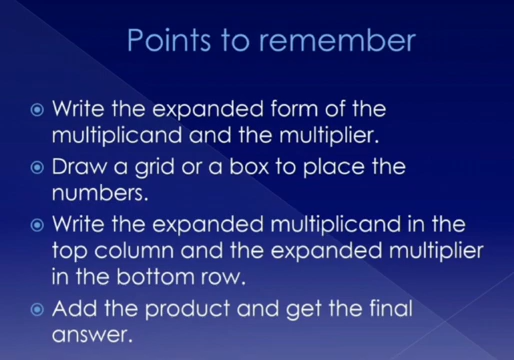 Points to remember
Write the expanded form of the
multiplicand and the multiplier.
Draw a grid or a box to place the
numbers.
Write the expanded multiplicand in the
top column and the expanded multiplier
in the bottom row.
Add the product and get the final
answer.